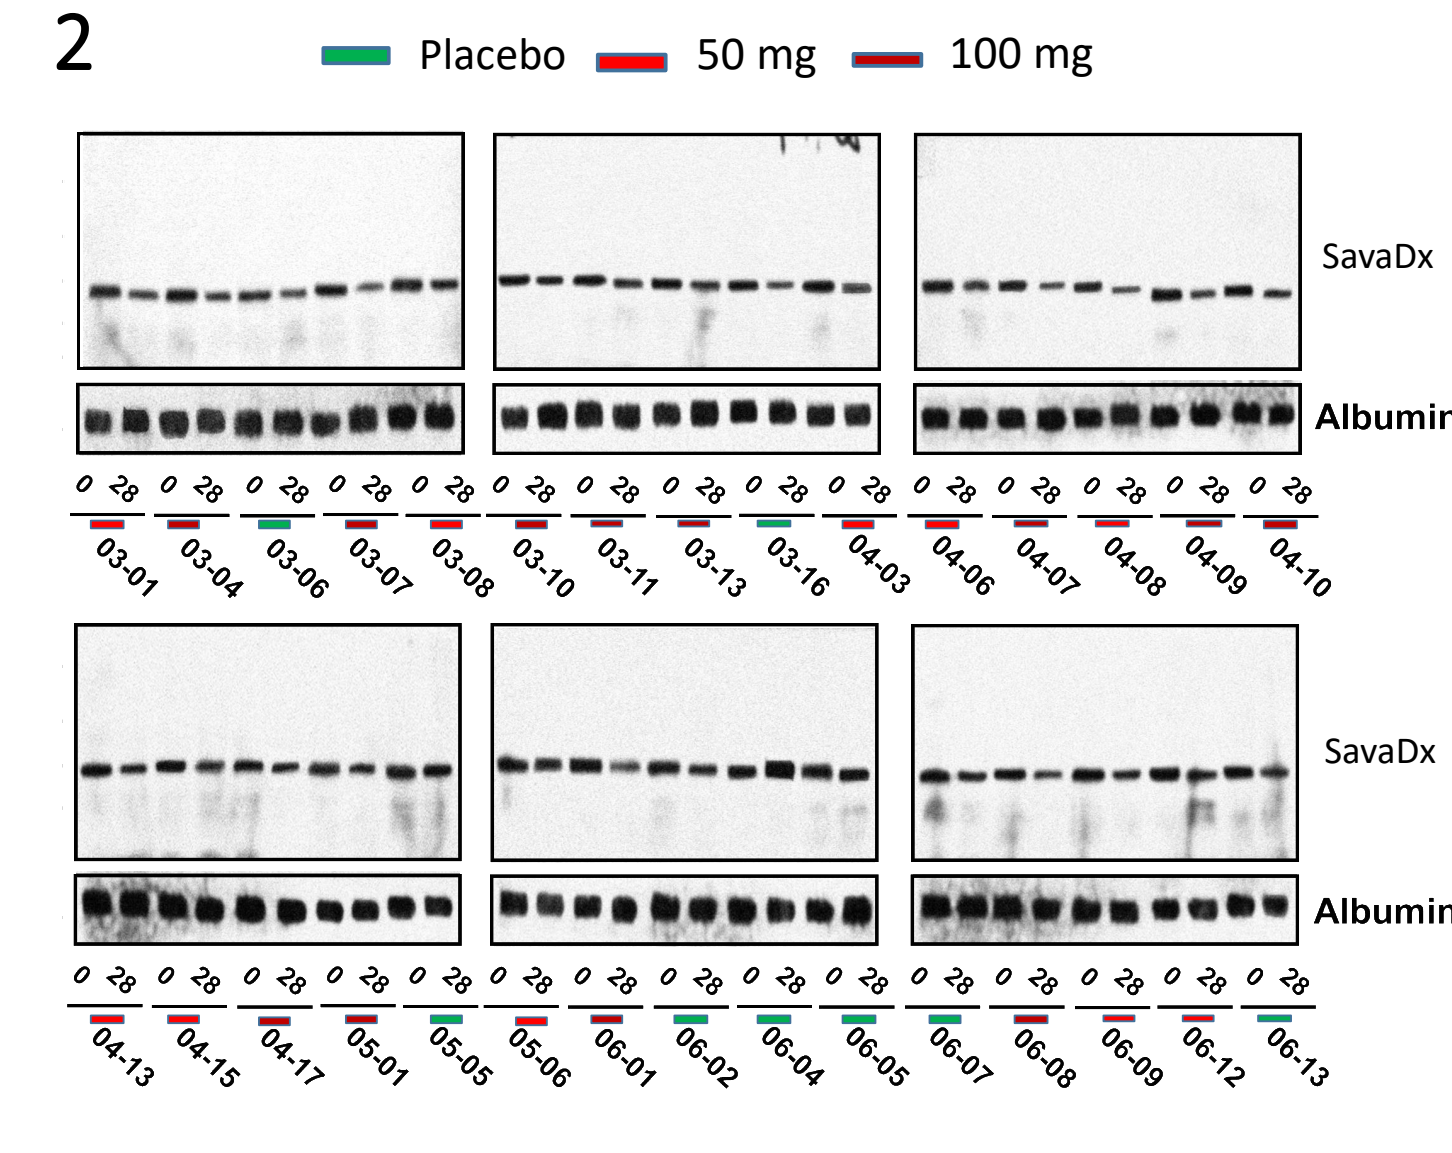 2
Placebo 50 mg 100 mg
SavaDx
Albumin
0 28 0 28 0 28 0 28 0 28 0 28 0 28 0 28 0 28 0 28 0 28 0 28 0 28 0 28 0 28
03-01 03-04 03-06 03-07 03-08 03-10 03-11 03-13 03-16 04-03 04-06 04-07 04-08 04-09 04-10
SavaDx
Albumin
0 28 0 28 0 28 0 28 0 28 0 28 0 28 0 28 0 28 0 28 0 28 0 28 0 28 0 28 0 28
04-13 04-15 04-17 05-01 05-05 05-06 06-01 06-02 06-04 06-05 06-07 06-08 06-09 06-12 06-13